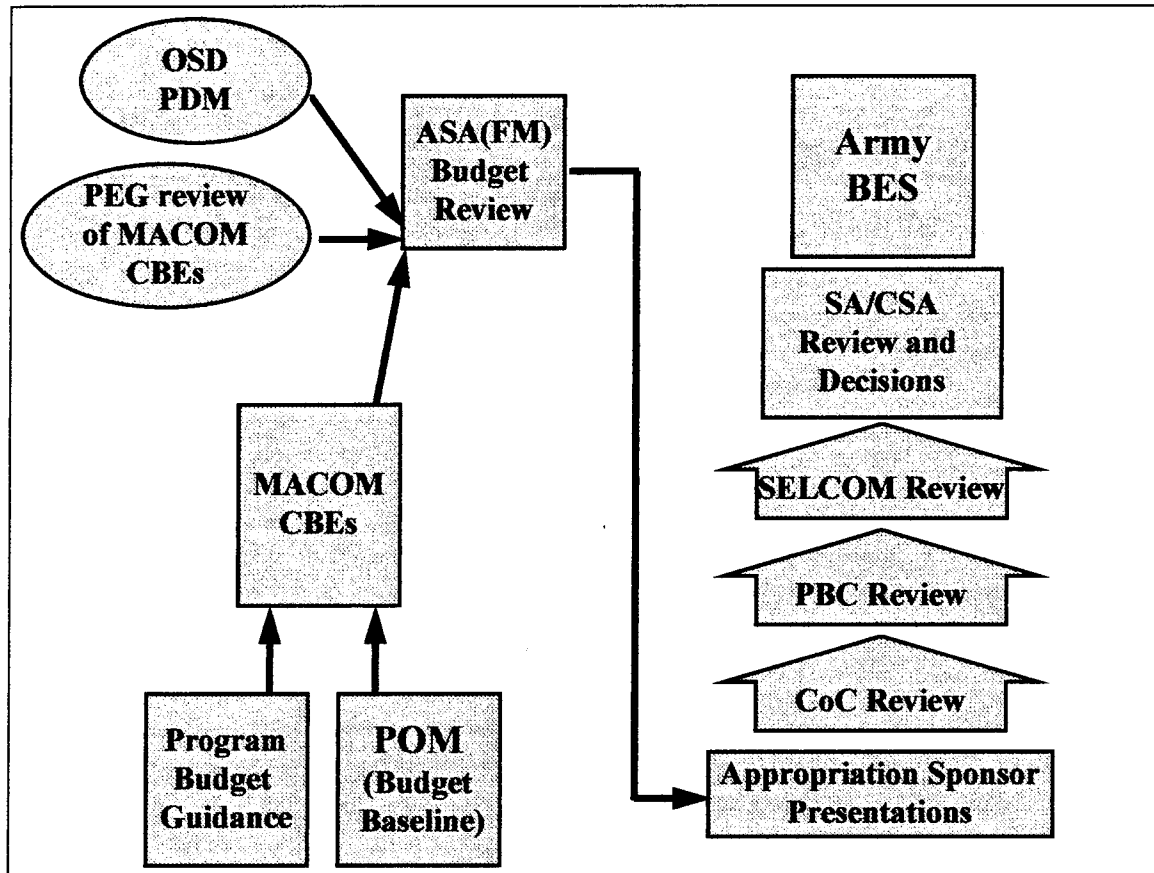 OSD
PDM
PEG review
of MACOM
CBEs
ASA(FM)
Budget
Review
MACOM
CBEs
Program
Budget
Guidance
POM
(Budget
Baseline)
Army
BES
SA/CSA
Review and
Decisions
SELCOM Review
PBC Review
CoC Review
Appropriation Sponsor
Presentations